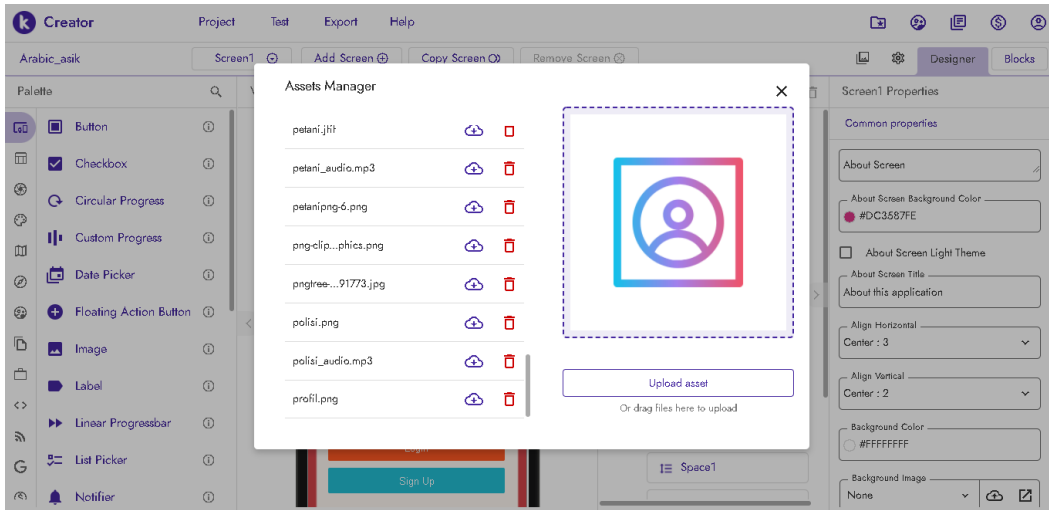 Creator
Project
Test
Export
Help
Arabic_asik
Screen1
Add Screen
Copy Screen
Remove Screen
Designer
Blocks
Palette
Button
Checkbox
Circular Progress
Custom Progress
Date Picker
Floating Action Button
Image
Label
Linear Progressbar
List Picker
Notifier
Assets Manager
petani.jfif
petani_audio.mp3
petanipng-6.png
png-clip...phics.png
pngtree-...91773.jpg
polisi.png
polisi_audio.mp3
profil.png
Upload asset
Or drag files here to upload
Login
Sign Up
Space1
Screen1 Properties
Common properties
About Screen
About Screen Background Color
#DC3587FE
About Screen Light Theme
About Screen Title
About this application
Align Horizontal
Center : 3
Align Vertical
Center : 2
Background Color
#FFFFFFFF
Background Image
None